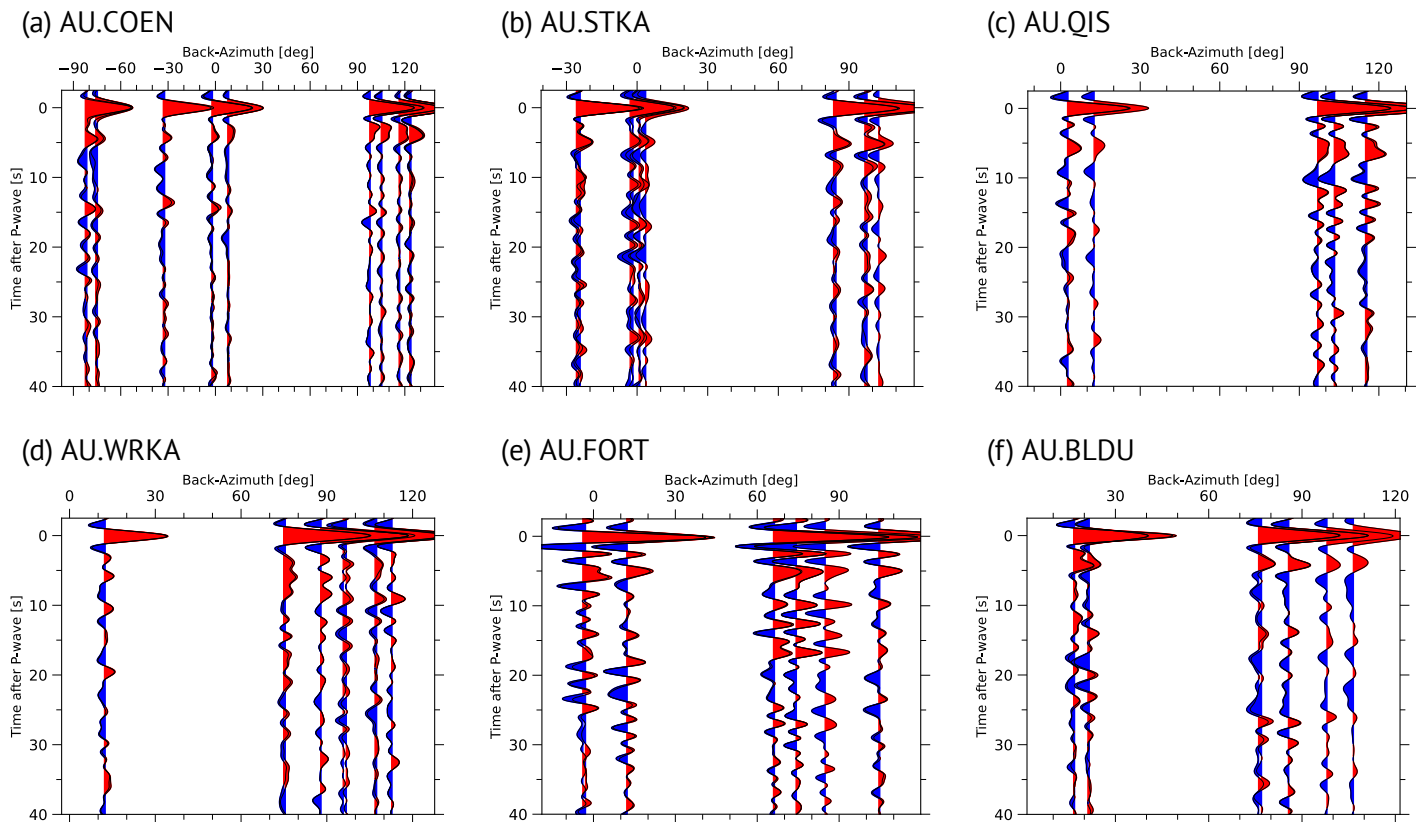 (a) AU.COEN
Back-Azimuth [deg]
−90 −60 −30 0 30 60 90 120
Time after P-wave [s]
0
10
20
30
40
(b) AU.STKA
Back-Azimuth [deg]
−30 0 30 60 90
Time after P-wave [s]
0
10
20
30
40
(c) AU.QIS
Back-Azimuth [deg]
0 30 60 90 120
Time after P-wave [s]
0
10
20
30
40
(d) AU.WRKA
Back-Azimuth [deg]
0 30 60 90 120
Time after P-wave [s]
0
10
20
30
40
(e) AU.FORT
Back-Azimuth [deg]
0 30 60 90
Time after P-wave [s]
0
10
20
30
40
(f) AU.BLDU
Back-Azimuth [deg]
30 60 90 120
Time after P-wave [s]
0
10
20
30
40